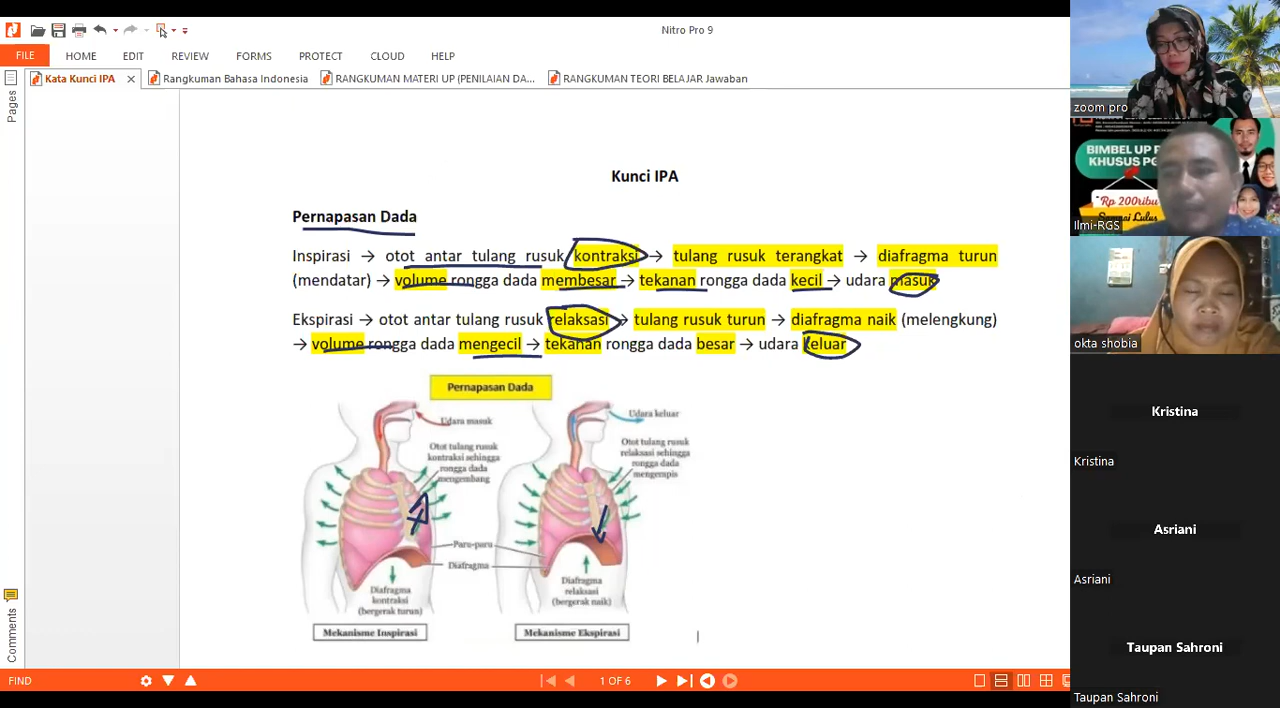 Nitro Pro 9
FILE HOME EDIT REVIEW FORMS PROTECT CLOUD HELP
Kata Kunci IPA Rangkuman Bahasa Indonesia RANGKUMAN MATERI UP (PENILAIAN DA... RANGKUMAN TEORI BELAJAR Jawaban
Pages
Kunci IPA
Pernapasan Dada
Inspirasi → otot antar tulang rusuk kontraksi → tulang rusuk terangkat → diafragma turun
(mendatar) → volume rongga dada membesar → tekanan rongga dada kecil → udara masuk
Ekspirasi → otot antar tulang rusuk relaksasi → tulang rusuk turun → diafragma naik (melengkung)
→ volume rongga dada mengecil → tekanan rongga dada besar → udara keluar
Pernapasan Dada
Udara masuk
Otot tulang rusuk
kontraksi sehingga
rongga dada
mengembang
Udara keluar
Otot tulang rusuk
relaksasi sehingga
rongga dada
mengempis
Paru-paru
Diafragma
Diafragma
kontraksi
(bergerak turun)
Diafragma
relaksasi
(bergerak naik)
Mekanisme Inspirasi
Mekanisme Ekspirasi
Comments
FIND
1 OF 6
zoom pro
BIMBEL UP
KHUSUS
Rp 200ribu
Lulus
Ilmi-RGS
okta shobia
Kristina
Kristina
Asriani
Asriani
Taupan Sahroni
Taupan Sahroni